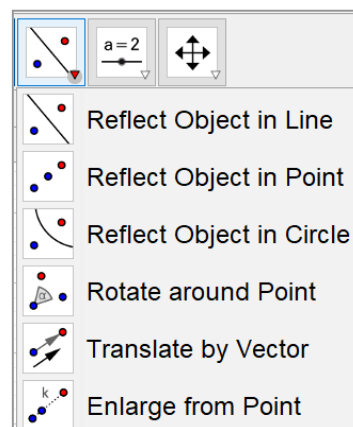 a=2
Reflect Object in Line
Reflect Object in Point
Reflect Object in Circle
α
Rotate around Point
Translate by Vector
k
Enlarge from Point